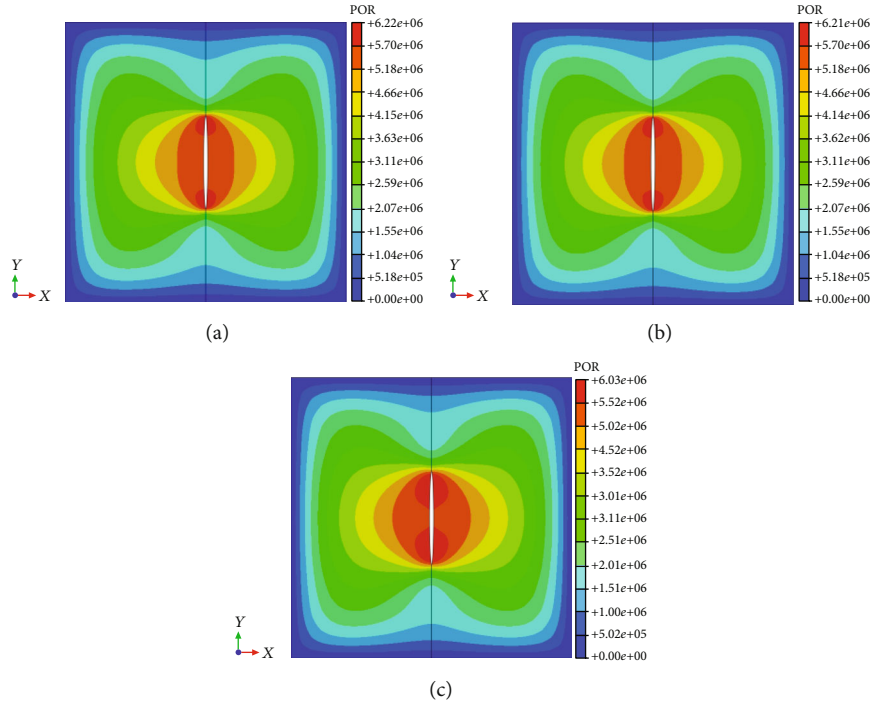 POR
+6.22e+06
+5.70e+06
+5.18e+06
+4.66e+06
+4.15e+06
+3.63e+06
+3.11e+06
+2.59e+06
+2.07e+06
+1.55e+06
+1.04e+06
+5.18e+05
+0.00e+00
Y
X
(a)
POR
+6.21e+06
+5.70e+06
+5.18e+06
+4.66e+06
+4.14e+06
+3.62e+06
+3.11e+06
+2.59e+06
+2.07e+06
+1.55e+06
+1.04e+06
+5.18e+05
+0.00e+00
Y
X
(b)
POR
+6.03e+06
+5.52e+06
+5.02e+06
+4.52e+06
+3.52e+06
+3.01e+06
+3.11e+06
+2.51e+06
+2.01e+06
+1.51e+06
+1.00e+06
+5.02e+05
+0.00e+00
Y
X
(c)